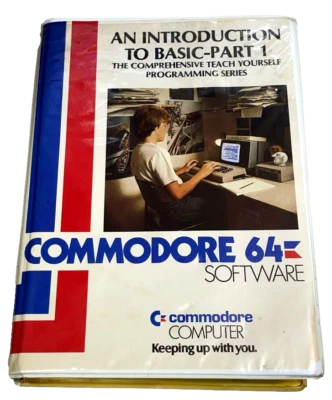 AN INTRODUCTION
TO BASIC-PART 1
THE COMPREHENSIVE TEACH YOURSELF
PROGRAMMING SERIES
COMMODORE 64
SOFTWARE
commodore
COMPUTER
Keeping up with you.